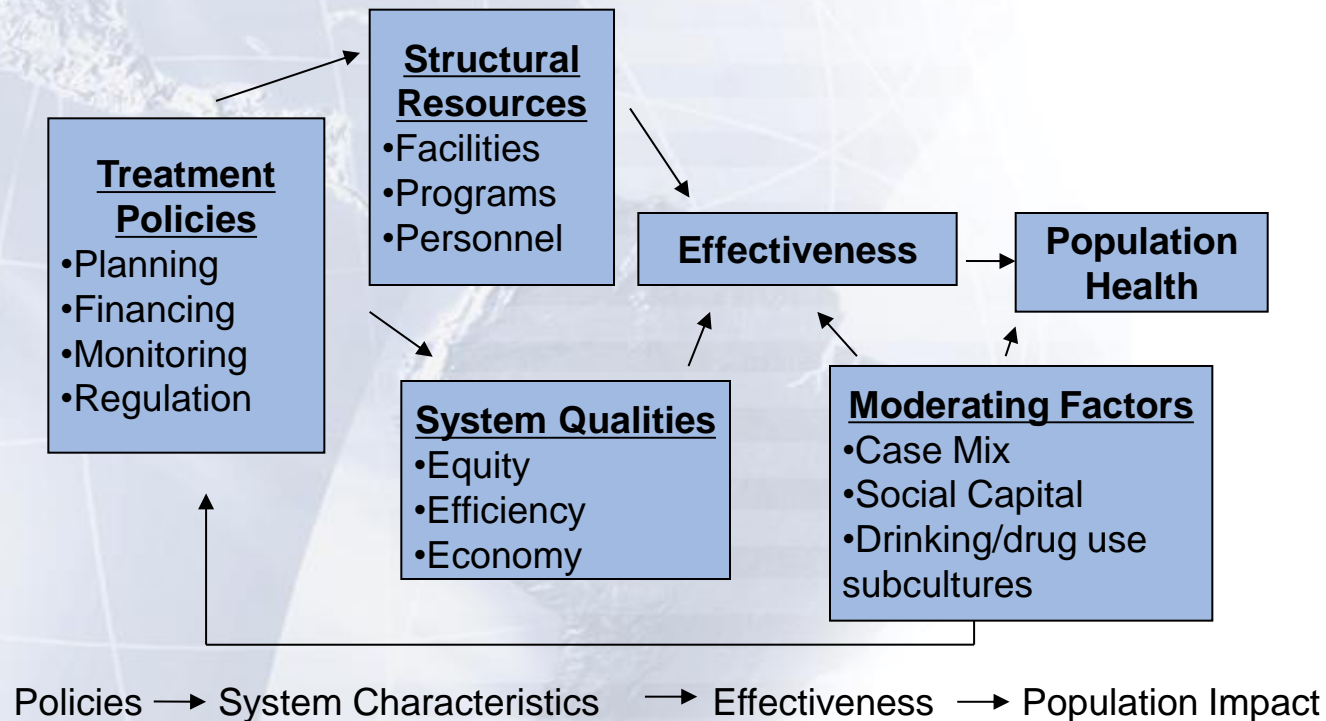 Treatment
Policies
•Planning
•Financing
•Monitoring
•Regulation
Structural
Resources
•Facilities
•Programs
•Personnel
System Qualities
•Equity
•Efficiency
•Economy
Effectiveness
Population
Health
Moderating Factors
•Case Mix
•Social Capital
•Drinking/drug use
subcultures
Policies → System Characteristics → Effectiveness → Population Impact